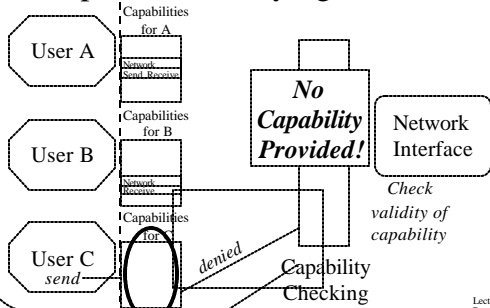 Capabilities
for A
User A
Network
Send Receive
No
Capability
Provided!
Capabilities
for B
User B
Network
Interface
Network
Receive
Check
validity of
capability
Capabilities
for C
User C
send
denied
Capability
Checking
Lect